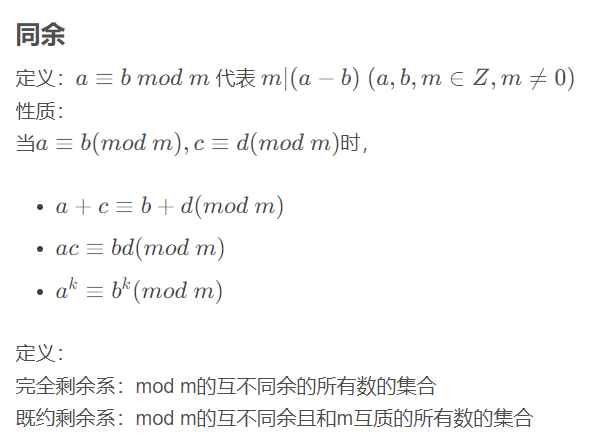 同余
定义：a ≡ b mod m 代表 m|(a − b) (a, b, m ∈ Z, m ≠ 0)
性质：
当a ≡ b(mod m), c ≡ d(mod m)时，
• a + c ≡ b + d(mod m)
• ac ≡ bd(mod m)
• a^k ≡ b^k(mod m)
定义：
完全剩余系：mod m的互不同余的所有数的集合
既约剩余系：mod m的互不同余且和m互质的所有数的集合